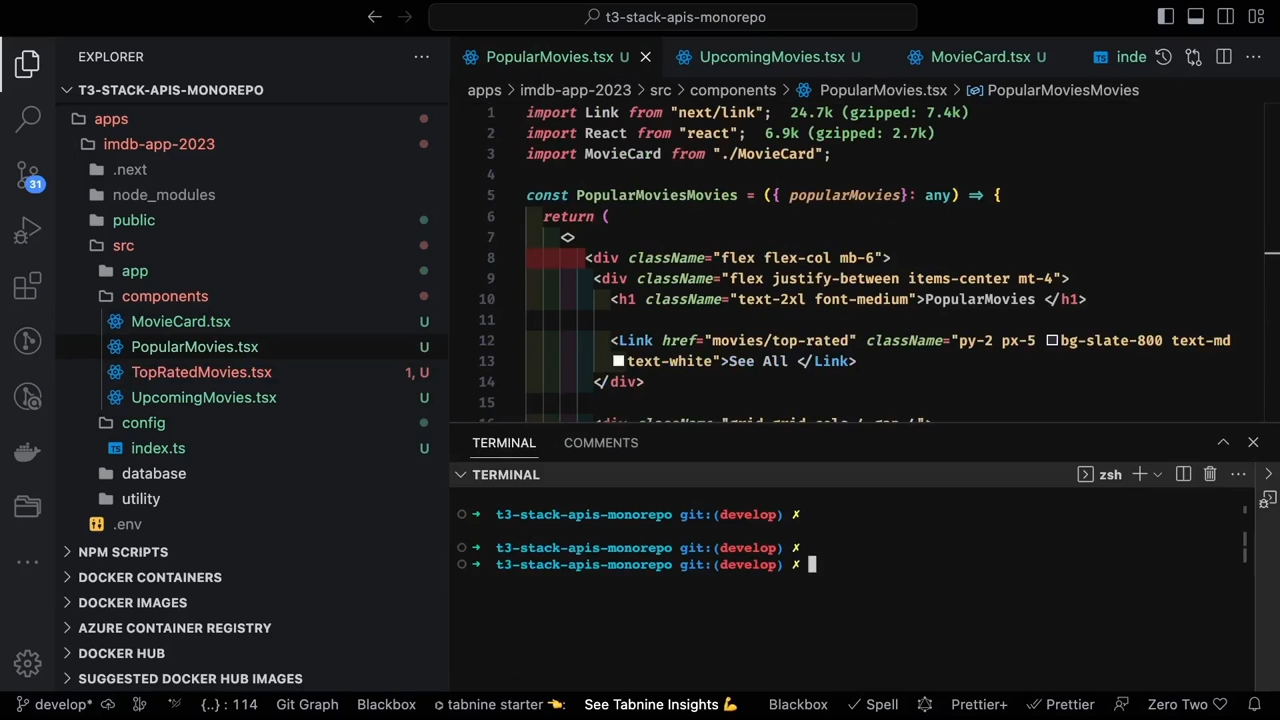 t3-stack-apis-monorepo
EXPLORER
T3-STACK-APIS-MONOREPO
apps
imdb-app-2023
.next
node_modules
public
src
app
components
MovieCard.tsx U
PopularMovies.tsx U
TopRatedMovies.tsx 1, U
UpcomingMovies.tsx U
config
index.ts U
database
utility
.env
NPM SCRIPTS
DOCKER CONTAINERS
DOCKER IMAGES
AZURE CONTAINER REGISTRY
DOCKER HUB
SUGGESTED DOCKER HUB IMAGES
31
PopularMovies.tsx U UpcomingMovies.tsx U MovieCard.tsx U TS inde
apps > imdb-app-2023 > src > components > PopularMovies.tsx > PopularMoviesMovies
1 import Link from "next/link"; 24.7k (gzipped: 7.4k)
2 import React from "react"; 6.9k (gzipped: 2.7k)
3 import MovieCard from "./MovieCard";
4
5 const PopularMoviesMovies = ({ popularMovies}: any) => {
6 return (
7 <>
8 <div className="flex flex-col mb-6">
9 <div className="flex justify-between items-center mt-4">
10 <h1 className="text-2xl font-medium">PopularMovies </h1>
11
12 <Link href="movies/top-rated" className="py-2 px-5 bg-slate-800 text-md
13 text-white">See All </Link>
14 </div>
15
TERMINAL COMMENTS
TERMINAL zsh
t3-stack-apis-monorepo git:(develop) ✗
t3-stack-apis-monorepo git:(develop) ✗
t3-stack-apis-monorepo git:(develop) ✗
develop* {..} : 114 Git Graph Blackbox tabnine starter 👈 See Tabnine Insights 💪 Blackbox Spell Prettier+ Prettier Zero Two